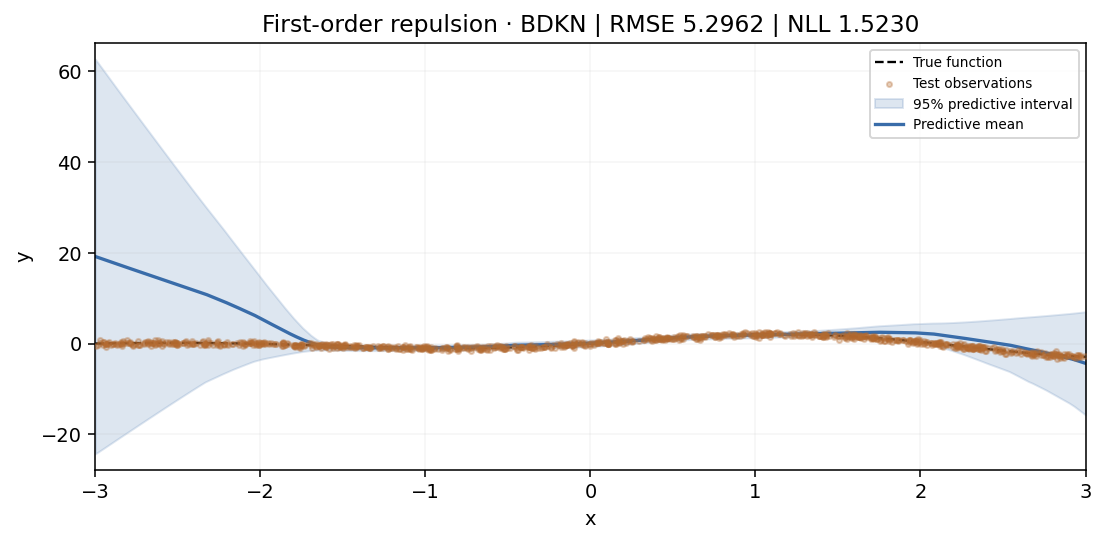 First-order repulsion · BDKN | RMSE 5.2962 | NLL 1.5230
True function
Test observations
95% predictive interval
Predictive mean
60
40
20
0
−20
y
−3
−2
−1
0
1
2
3
x